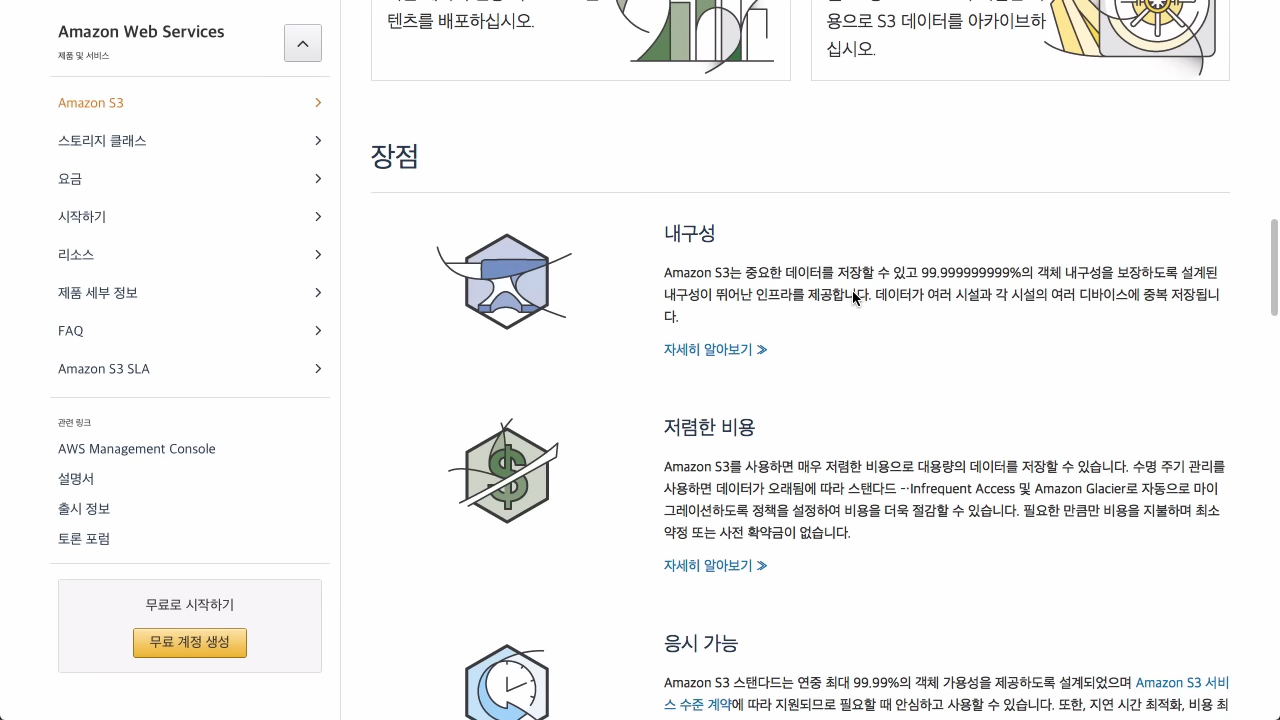 Amazon Web Services
제품 및 서비스
Amazon S3
스토리지 클래스
요금
시작하기
리소스
제품 세부 정보
FAQ
Amazon S3 SLA
관련 링크
AWS Management Console
설명서
출시 정보
토론 포럼
무료로 시작하기
무료 계정 생성
텐츠를 배포하십시오.
용으로 S3 데이터를 아카이브하
십시오.
장점
내구성
Amazon S3는 중요한 데이터를 저장할 수 있고 99.999999999%의 객체 내구성을 보장하도록 설계된
내구성이 뛰어난 인프라를 제공합니다. 데이터가 여러 시설과 각 시설의 여러 디바이스에 중복 저장됩니
다.
자세히 알아보기 ≫
저렴한 비용
Amazon S3를 사용하면 매우 저렴한 비용으로 대용량의 데이터를 저장할 수 있습니다. 수명 주기 관리를
사용하면 데이터가 오래됨에 따라 스탠다드 -·Infrequent Access 및 Amazon Glacier로 자동으로 마이
그레이션하도록 정책을 설정하여 비용을 더욱 절감할 수 있습니다. 필요한 만큼만 비용을 지불하며 최소
약정 또는 사전 확약금이 없습니다.
자세히 알아보기 ≫
응시 가능
Amazon S3 스탠다드는 연중 최대 99.99%의 객체 가용성을 제공하도록 설계되었으며 Amazon S3 서비
스 수준 계약에 따라 지원되므로 필요할 때 안심하고 사용할 수 있습니다. 또한, 지연 시간 최적화, 비용 최